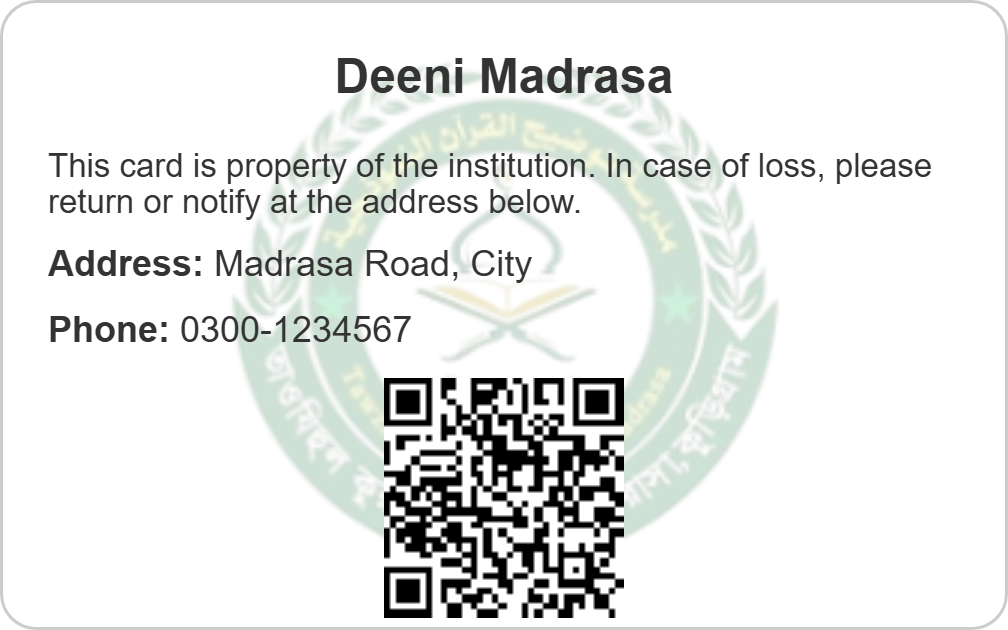 Deeni Madrasa
This card is property of the institution. In case of loss, please
return or notify at the address below.
Address: Madrasa Road, City
Phone: 0300-1234567